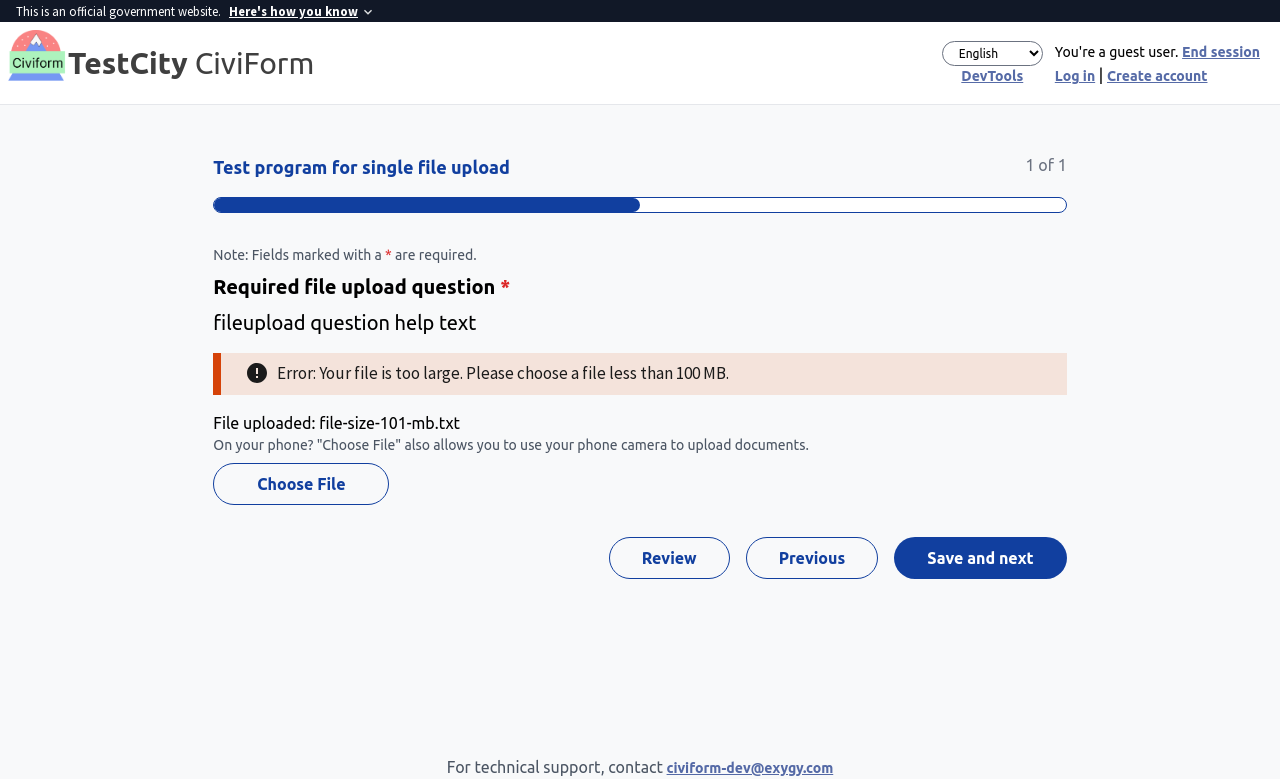 This is an official government website. Here's how you know
Civiform
TestCity CiviForm
English
You're a guest user. End session
DevTools
Log in | Create account
Test program for single file upload
1 of 1
Note: Fields marked with a * are required.
Required file upload question *
fileupload question help text
Error: Your file is too large. Please choose a file less than 100 MB.
File uploaded: file-size-101-mb.txt
On your phone? "Choose File" also allows you to use your phone camera to upload documents.
Choose File
Review
Previous
Save and next
For technical support, contact civiform-dev@exygy.com